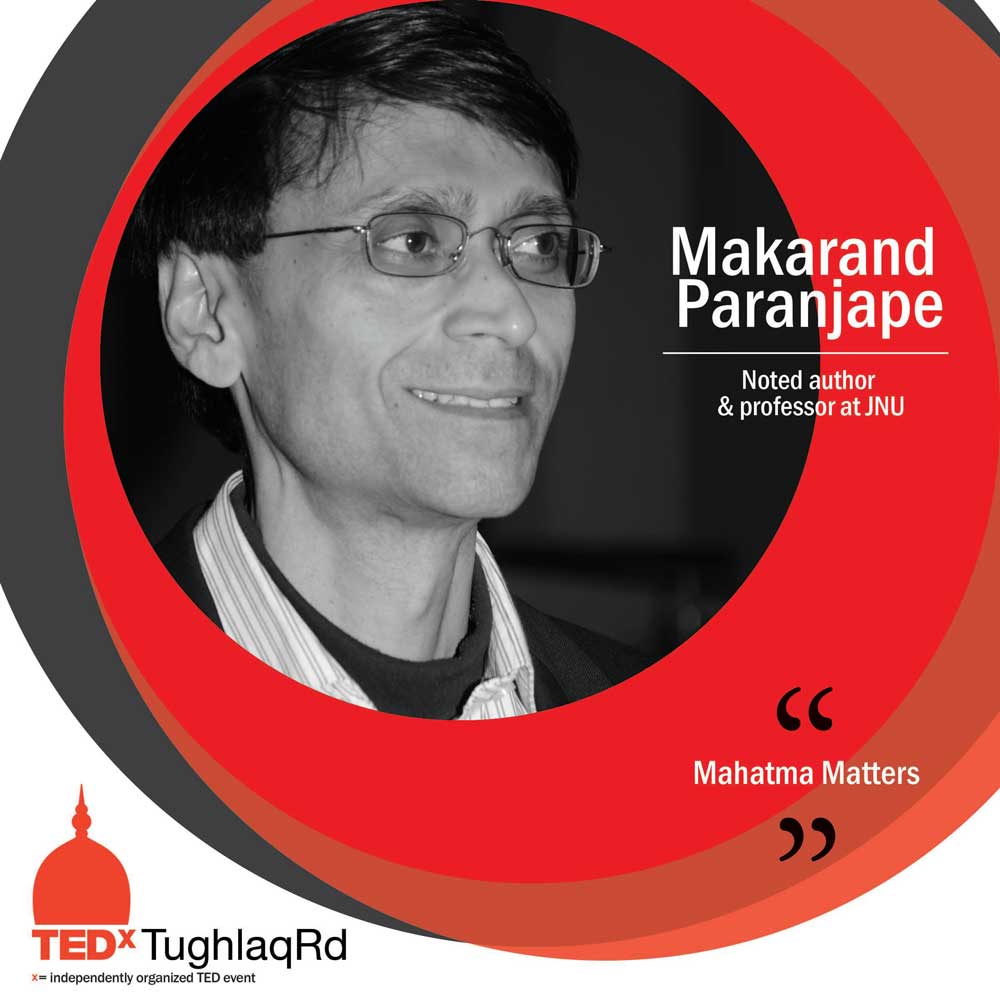 Makarand
Paranjape
Noted author
& professor at JNU
“
Mahatma Matters
”
TEDx TughlaqRd
x= independently organized TED event